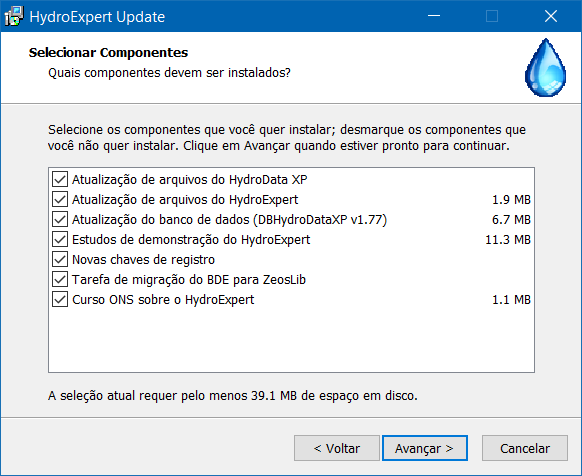 HydroExpert Update
Selecionar Componentes
Quais componentes devem ser instalados?
Selecione os componentes que você quer instalar; desmarque os componentes que
você não quer instalar. Clique em Avançar quando estiver pronto para continuar.
Atualização de arquivos do HydroData XP
Atualização de arquivos do HydroExpert 1.9 MB
Atualização do banco de dados (DBHydroDataXP v1.77) 6.7 MB
Estudos de demonstração do HydroExpert 11.3 MB
Novas chaves de registro
Tarefa de migração do BDE para ZeosLib
Curso ONS sobre o HydroExpert 1.1 MB
A seleção atual requer pelo menos 39.1 MB de espaço em disco.
< Voltar Avançar > Cancelar